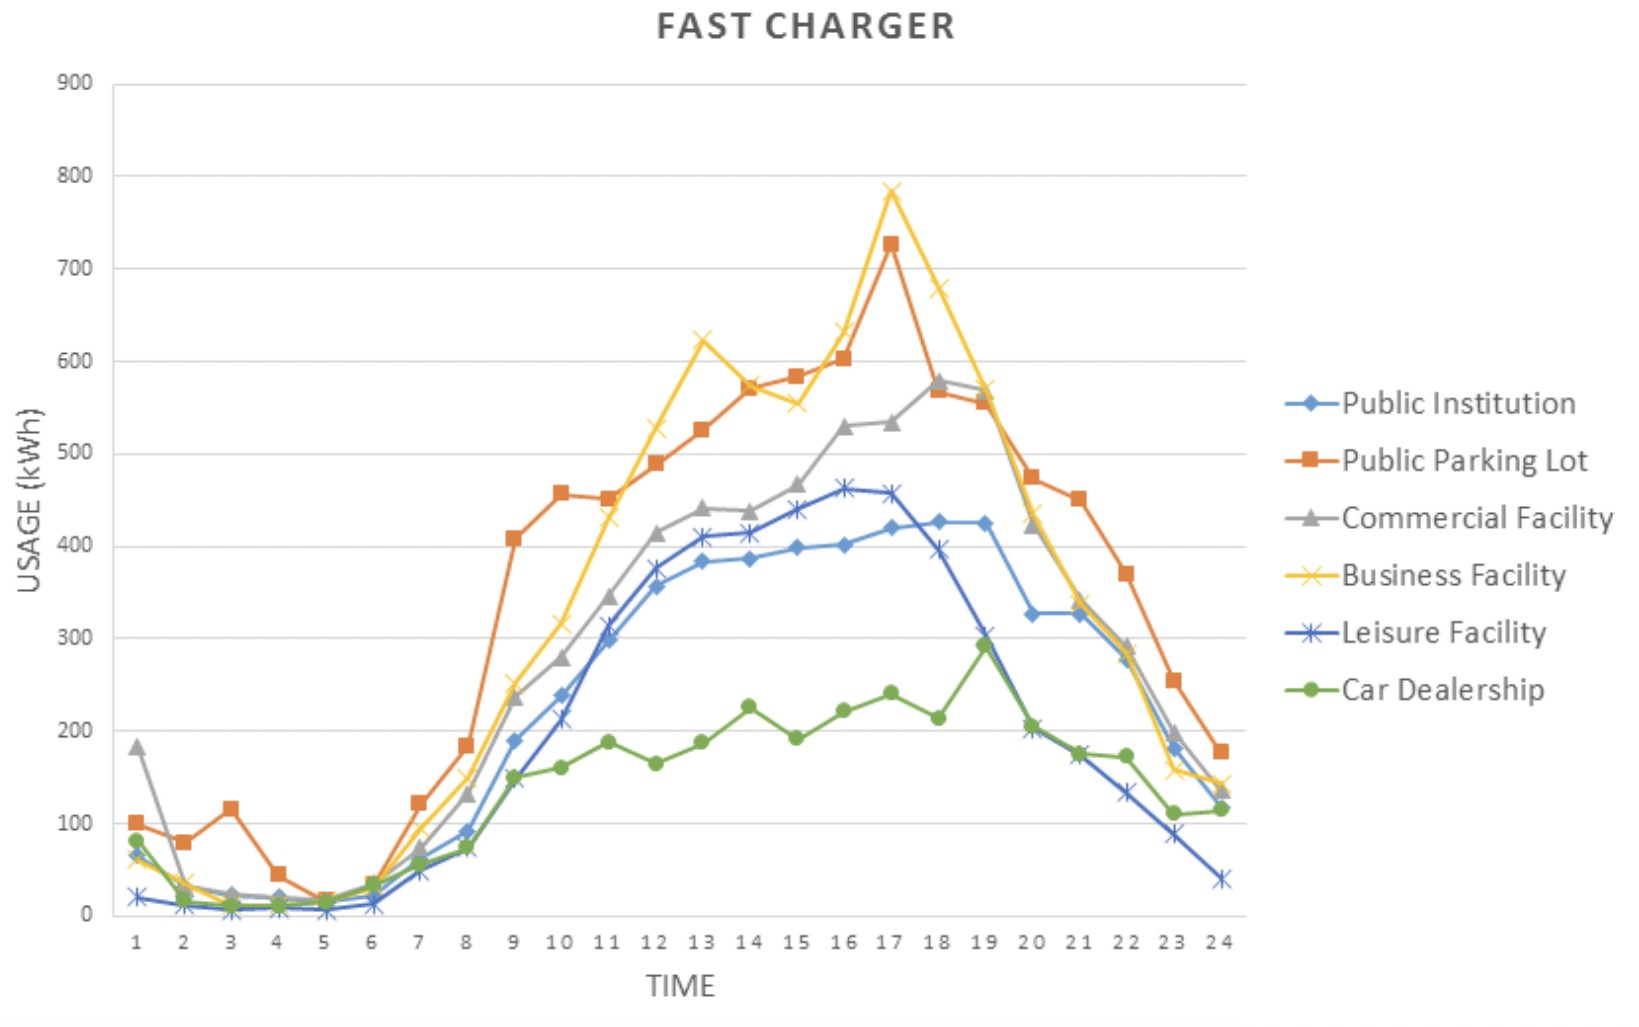 FAST CHARGER
900
800
700
600
500
400
300
200
100
0
USAGE (kWh)
1 2 3 4 5 6 7 8 9 10 11 12 13 14 15 16 17 18 19 20 21 22 23 24
TIME
Public Institution
Public Parking Lot
Commercial Facility
Business Facility
Leisure Facility
Car Dealership